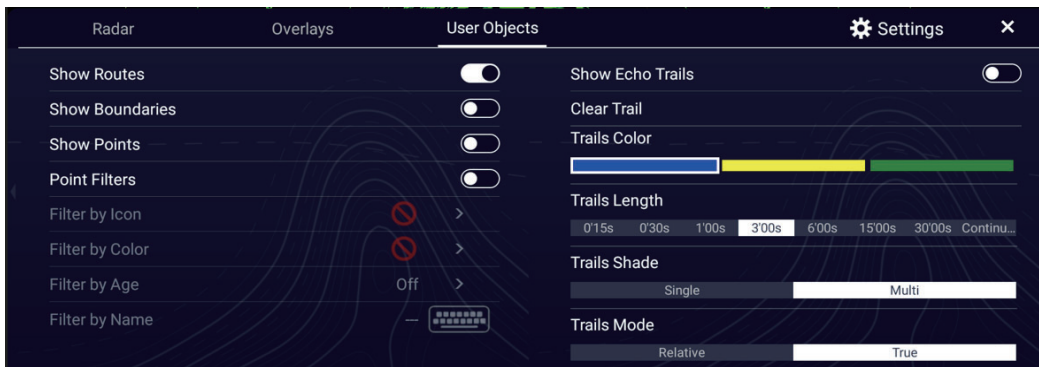 Radar
Overlays
User Objects
Settings
Show Routes
Show Boundaries
Show Points
Point Filters
Filter by Icon
Filter by Color
Filter by Age Off
Filter by Name —
Show Echo Trails
Clear Trail
Trails Color
Trails Length
0'15s 0'30s 1'00s 3'00s 6'00s 15'00s 30'00s Continu...
Trails Shade
Single Multi
Trails Mode
Relative True